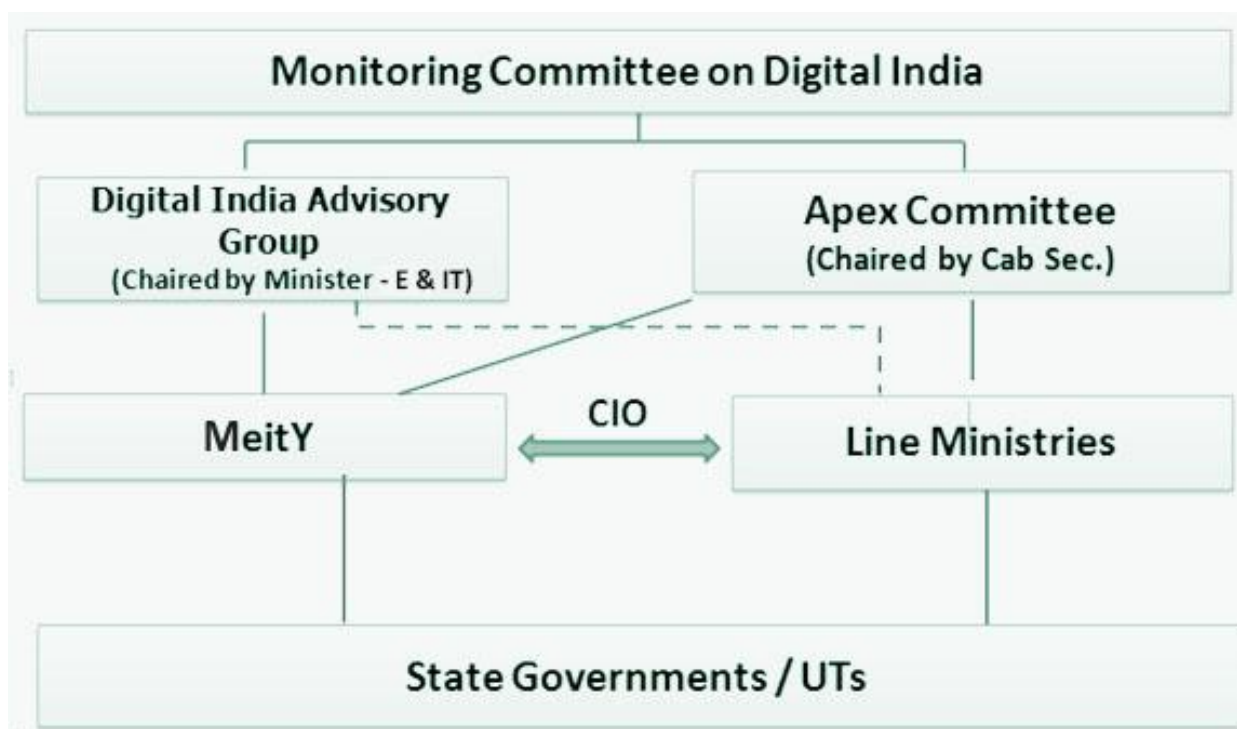 Monitoring Committee on Digital India
Digital India Advisory
Group
(Chaired by Minister - E & IT)
Apex Committee
(Chaired by Cab Sec.)
MeitY
CIO
Line Ministries
State Governments / UTs